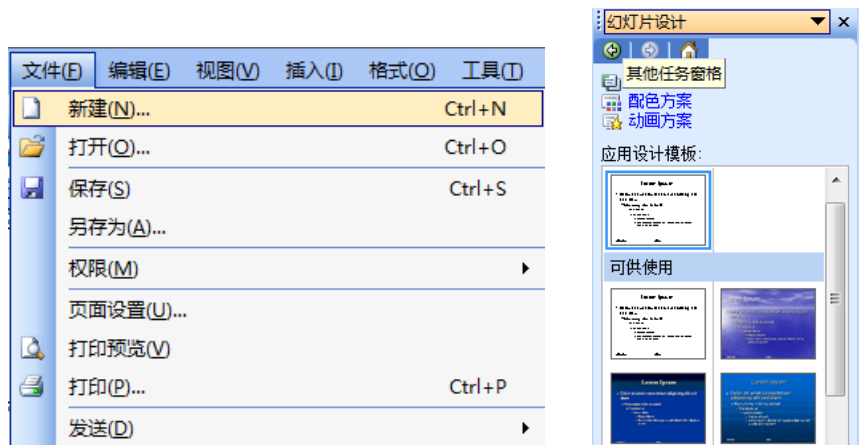 文件(F) 编辑(E) 视图(V) 插入(I) 格式(O) 工具(T)
新建(N)... Ctrl+N
打开(O)... Ctrl+O
保存(S) Ctrl+S
另存为(A)...
权限(M)
页面设置(U)...
打印预览(V)
打印(P)... Ctrl+P
发送(D)
幻灯片设计
其他任务窗格
配色方案
动画方案
应用设计模板:
可供使用